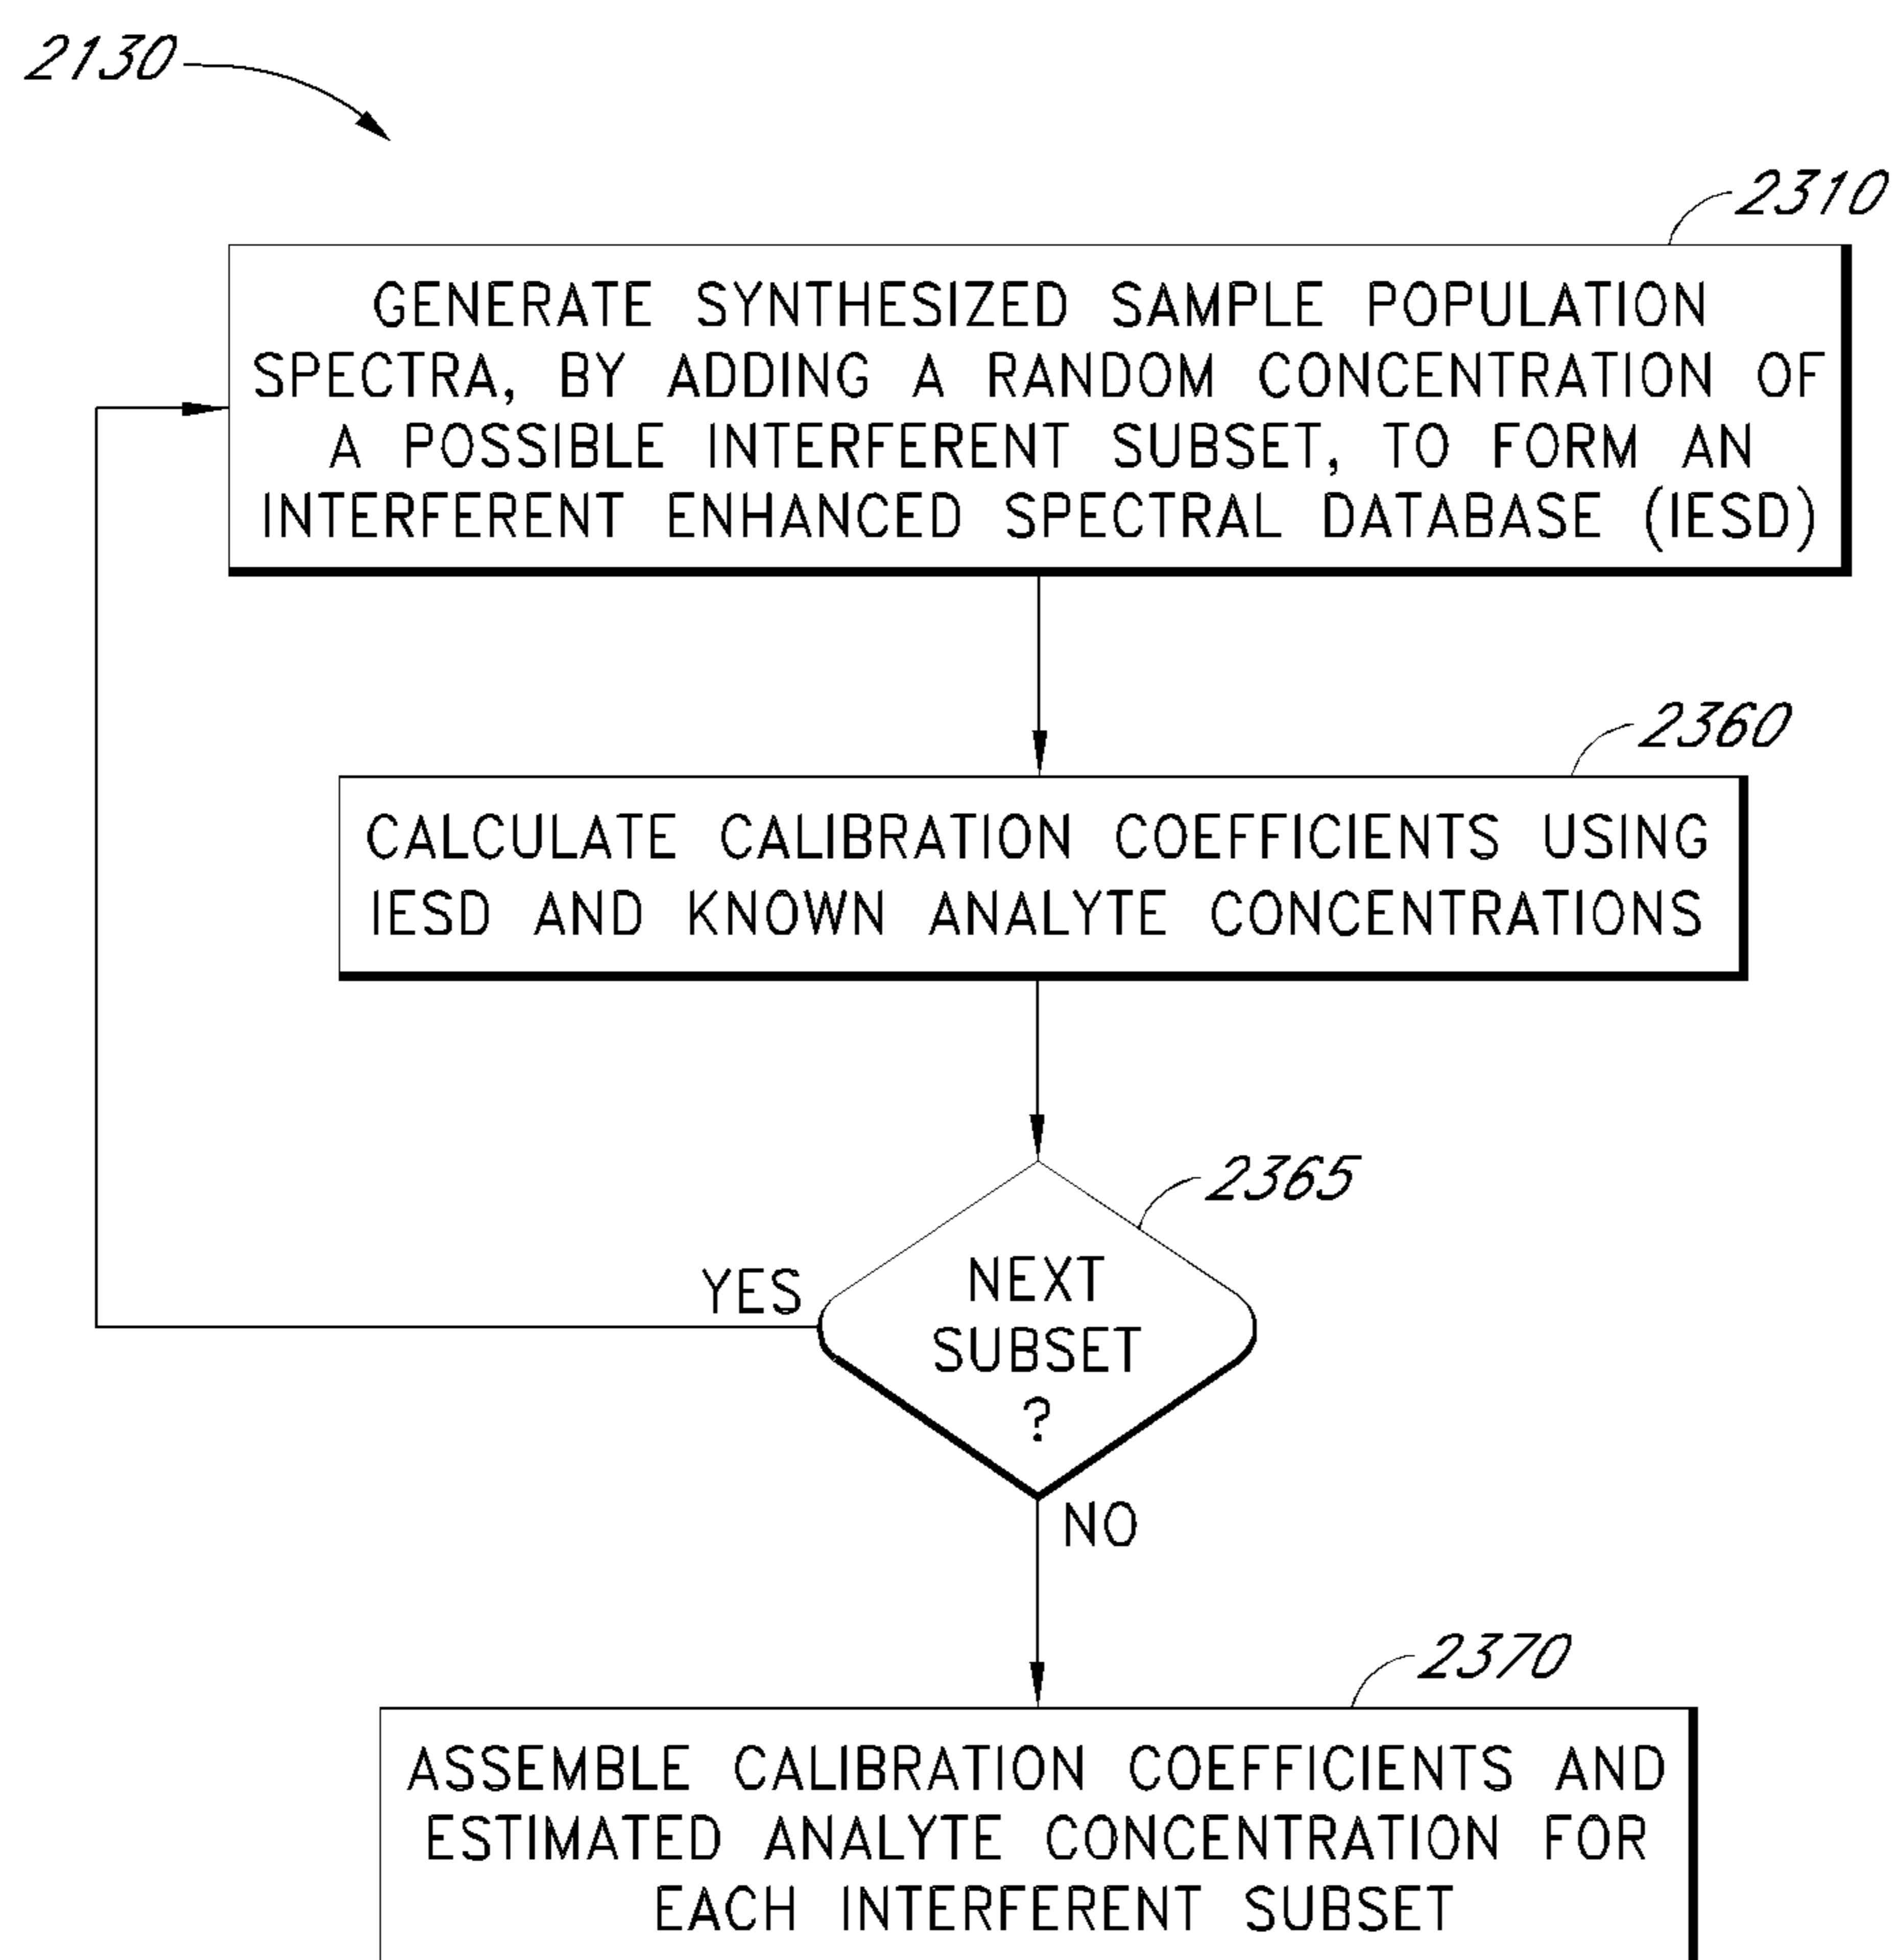 2130
2310
GENERATE SYNTHESIZED SAMPLE POPULATION
SPECTRA, BY ADDING A RANDOM CONCENTRATION OF
A POSSIBLE INTERFERENT SUBSET, TO FORM AN
INTERFERENT ENHANCED SPECTRAL DATABASE (IESD)
2360
CALCULATE CALIBRATION COEFFICIENTS USING
IESD AND KNOWN ANALYTE CONCENTRATIONS
2365
YES
NEXT
SUBSET
?
NO
2370
ASSEMBLE CALIBRATION COEFFICIENTS AND
ESTIMATED ANALYTE CONCENTRATION FOR
EACH INTERFERENT SUBSET